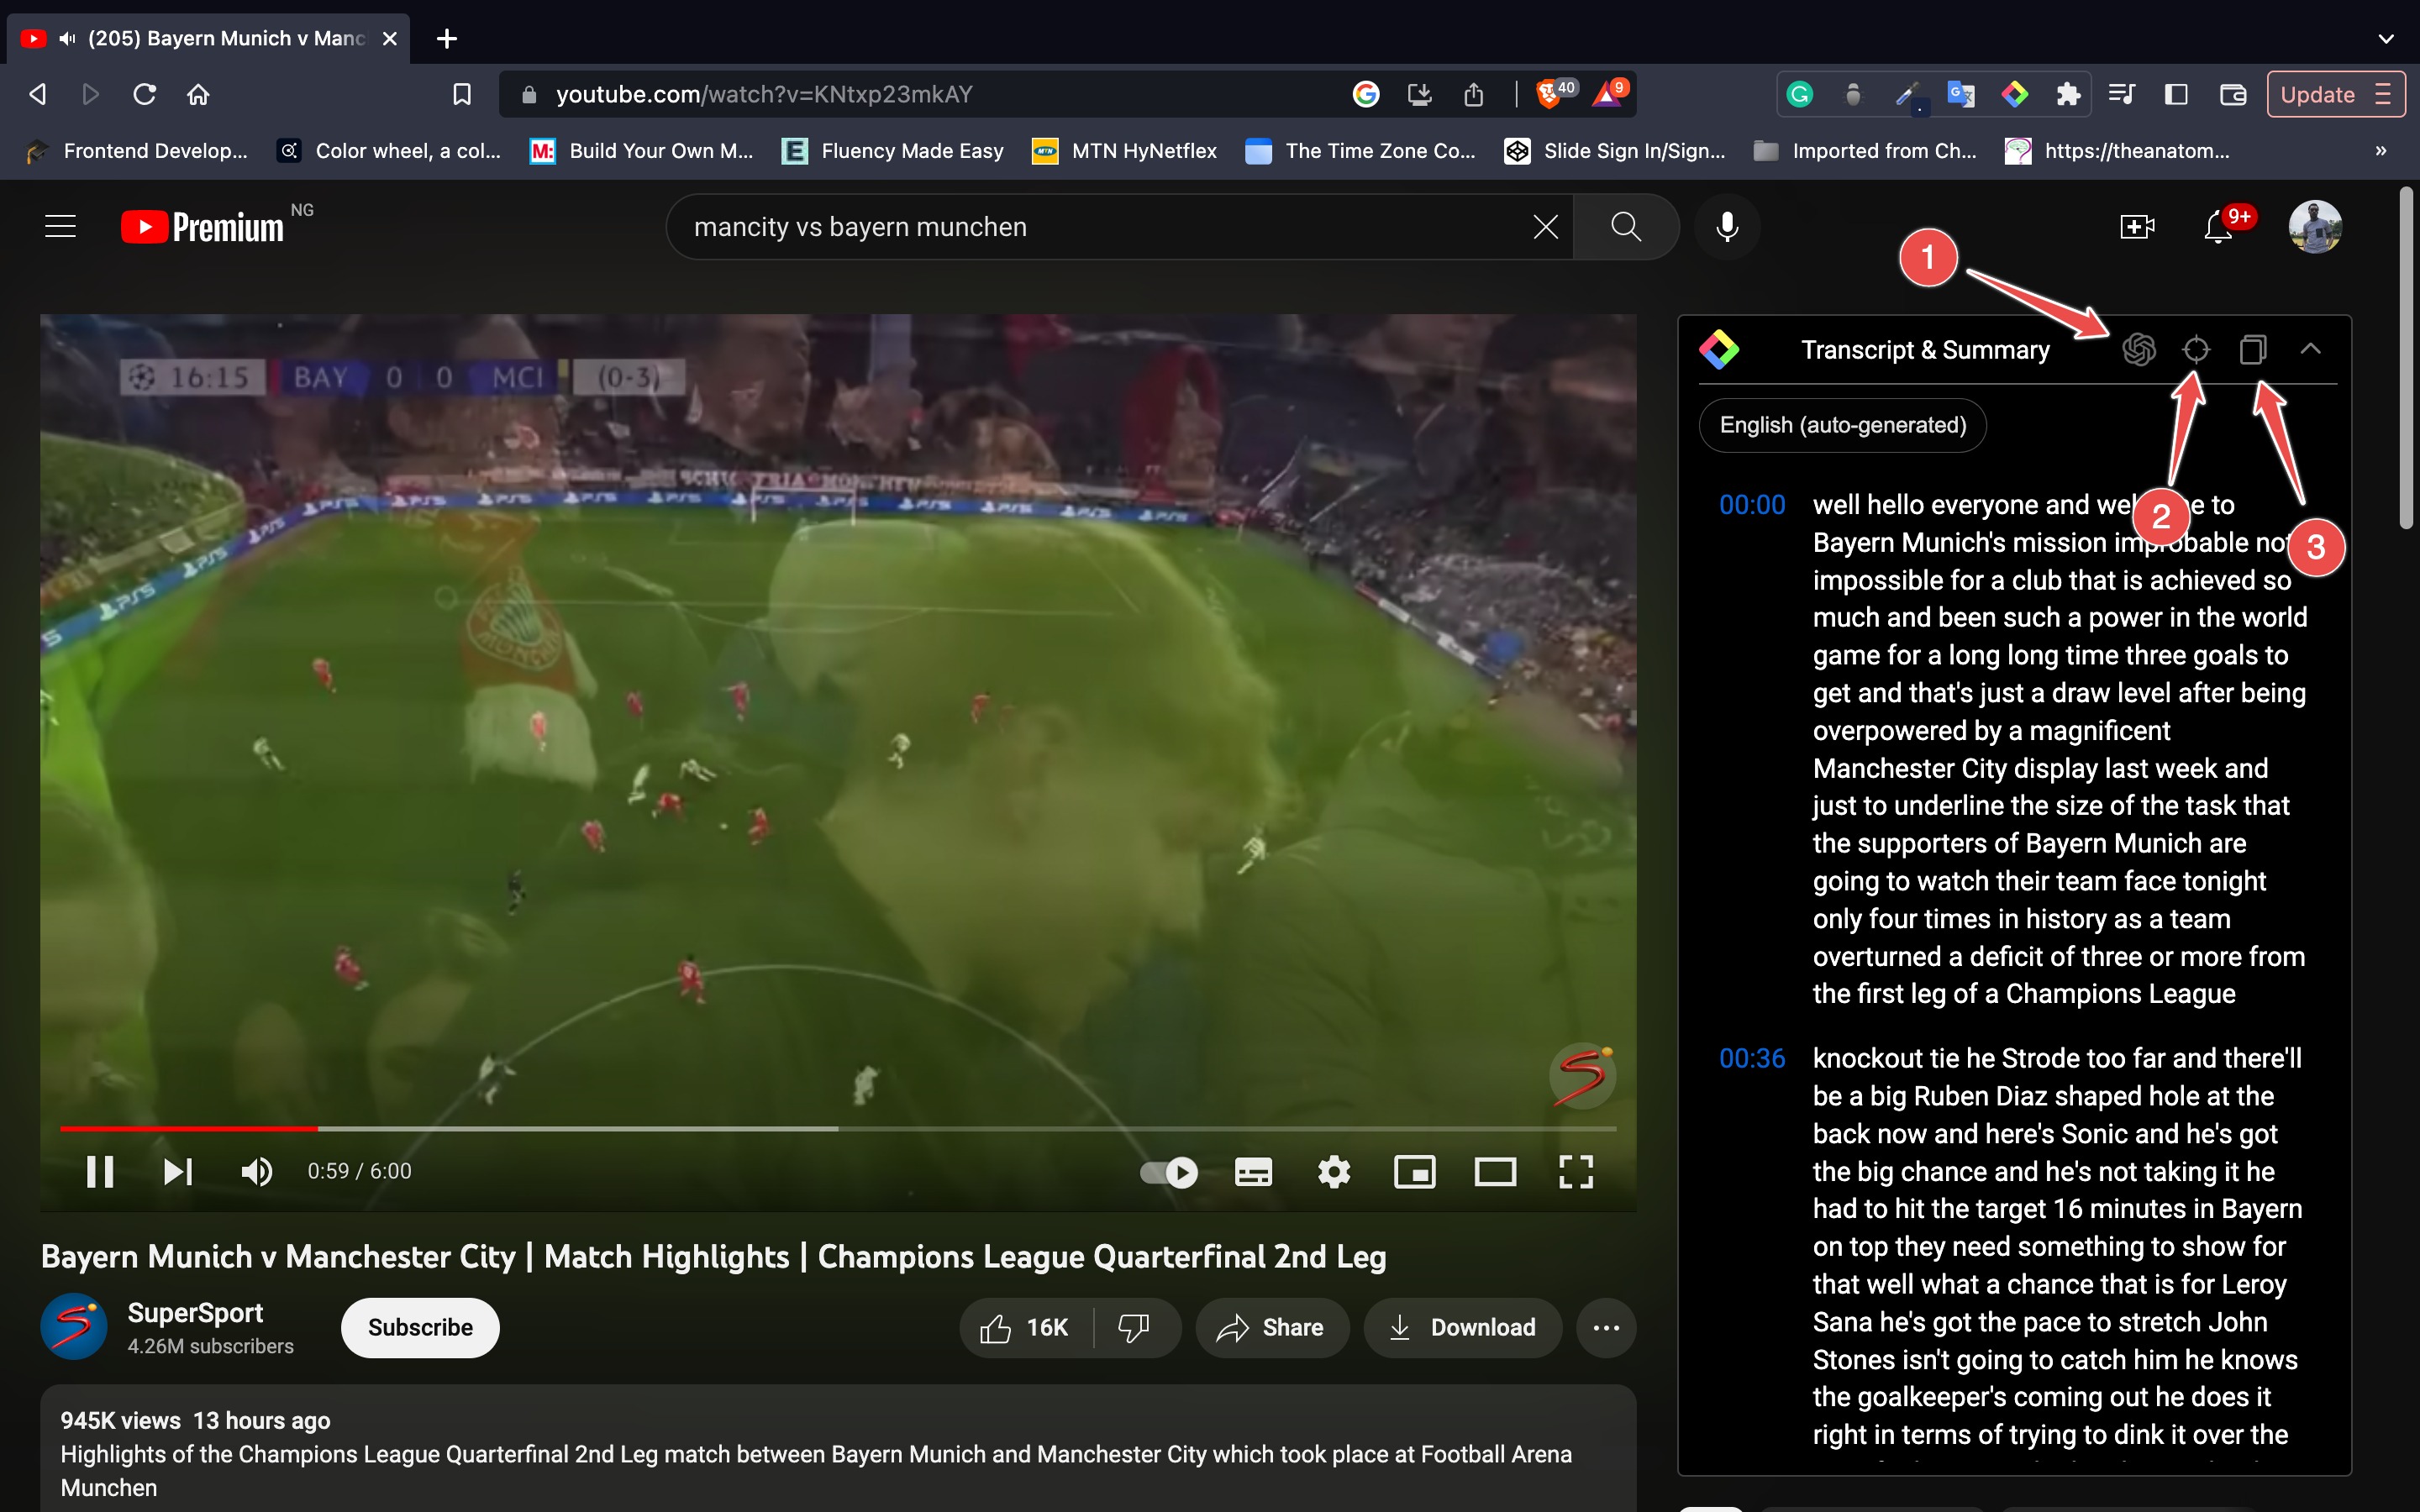 (205) Bayern Munich v Manc
youtube.com/watch?v=KNtxp23mkAY
40
9
Update
Frontend Develop...
Color wheel, a col...
M:
Build Your Own M...
E
Fluency Made Easy
MTN HyNetflex
The Time Zone Co...
Slide Sign In/Sign...
Imported from Ch...
https://theanatom...
»
Premium NG
mancity vs bayern munchen
9+
1
16:15 BAY 0 0 MCI (0-3)
Transcript & Summary
English (auto-generated)
2
3
00:00
well hello everyone and welcome to
Bayern Munich's mission improbable not
impossible for a club that is achieved so
much and been such a power in the world
game for a long long time three goals to
get and that's just a draw level after being
overpowered by a magnificent
Manchester City display last week and
just to underline the size of the task that
the supporters of Bayern Munich are
going to watch their team face tonight
only four times in history as a team
overturned a deficit of three or more from
the first leg of a Champions League
00:36
knockout tie he Strode too far and there'll
be a big Ruben Diaz shaped hole at the
back now and here's Sonic and he's got
the big chance and he's not taking it he
had to hit the target 16 minutes in Bayern
on top they need something to show for
that well what a chance that is for Leroy
Sana he's got the pace to stretch John
Stones isn't going to catch him he knows
the goalkeeper's coming out he does it
right in terms of trying to dink it over the
PS5
PS5
PS5
PS5
PS5
PS5
PS5
PS5
0:59 / 6:00
Bayern Munich v Manchester City | Match Highlights | Champions League Quarterfinal 2nd Leg
SuperSport
4.26M subscribers
Subscribe
16K
Share
Download
945K views 13 hours ago
Highlights of the Champions League Quarterfinal 2nd Leg match between Bayern Munich and Manchester City which took place at Football Arena
Munchen